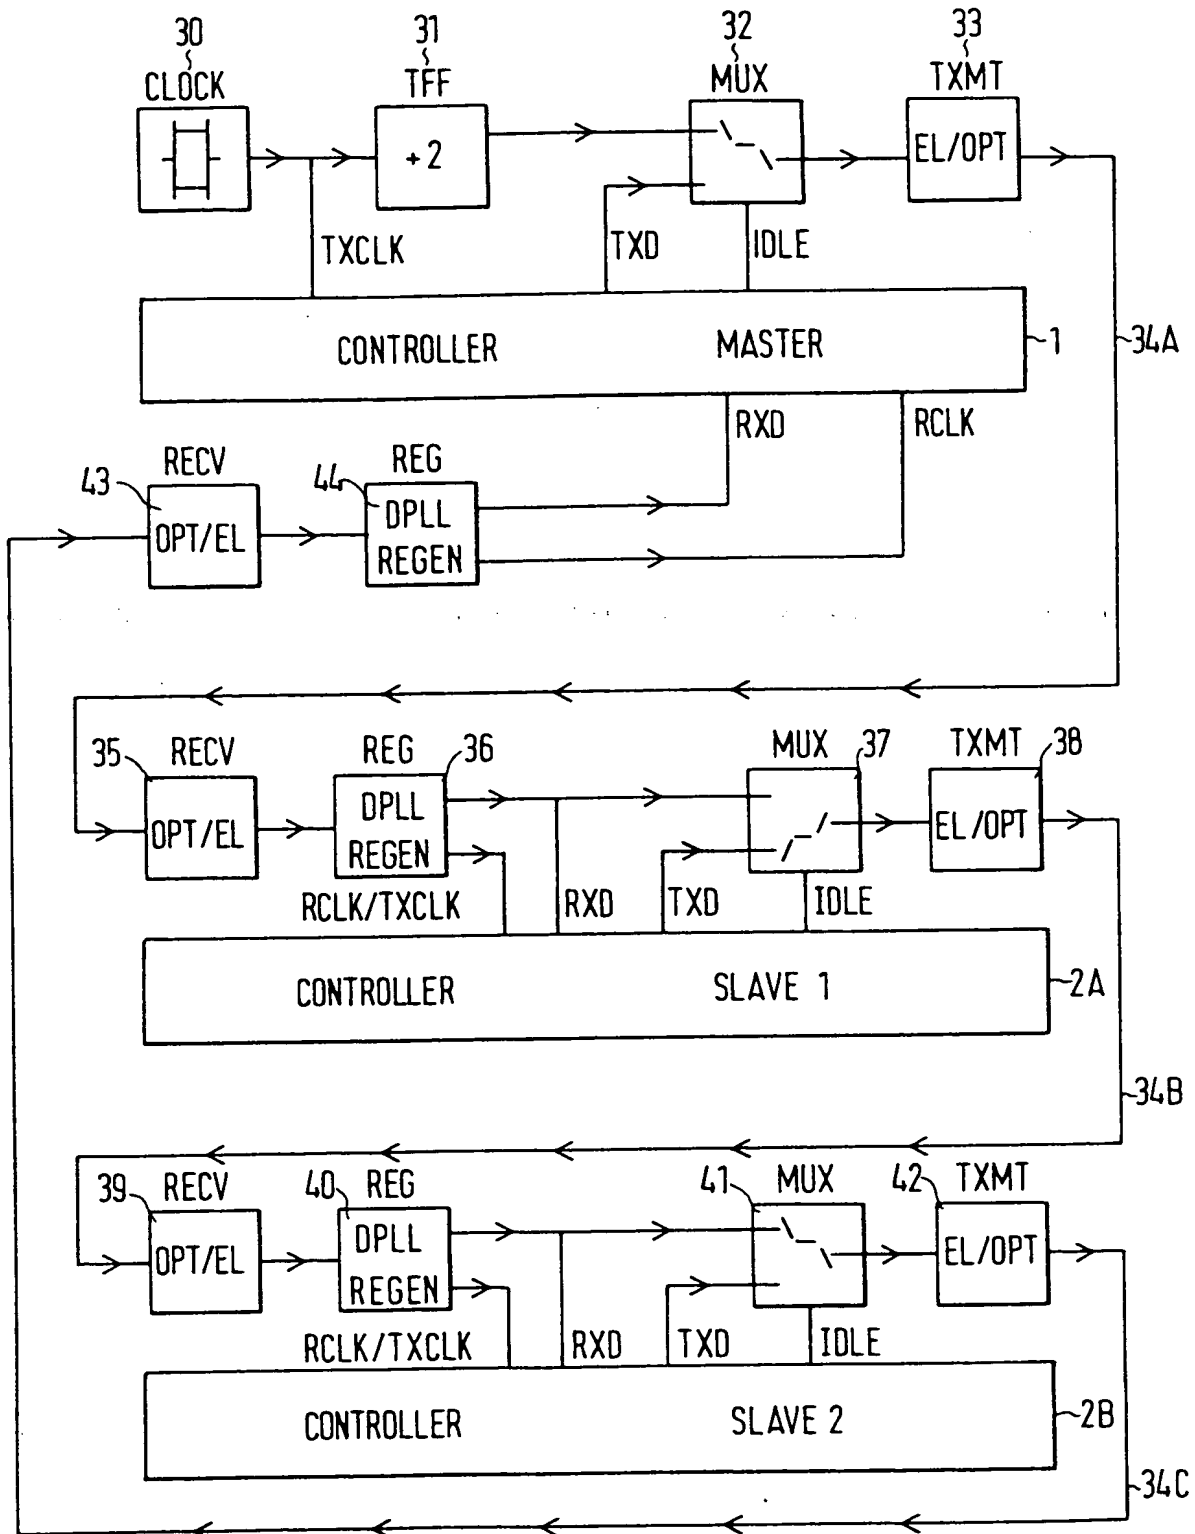 30 31 32 33
CLOCK TFF MUX TXMT
+2 EL/OPT
TXCLK TXD IDLE
CONTROLLER MASTER 1 34A
RXD RCLK
RECV REG
43 44
OPT/EL DPLL
REGEN
RECV REG MUX TXMT
35 36 37 38
OPT/EL DPLL EL/OPT
REGEN
RCLK/TXCLK RXD TXD IDLE
CONTROLLER SLAVE 1 2A
34B
RECV REG MUX TXMT
39 40 41 42
OPT/EL DPLL EL/OPT
REGEN
RCLK/TXCLK RXD TXD IDLE
CONTROLLER SLAVE 2 2B
34C